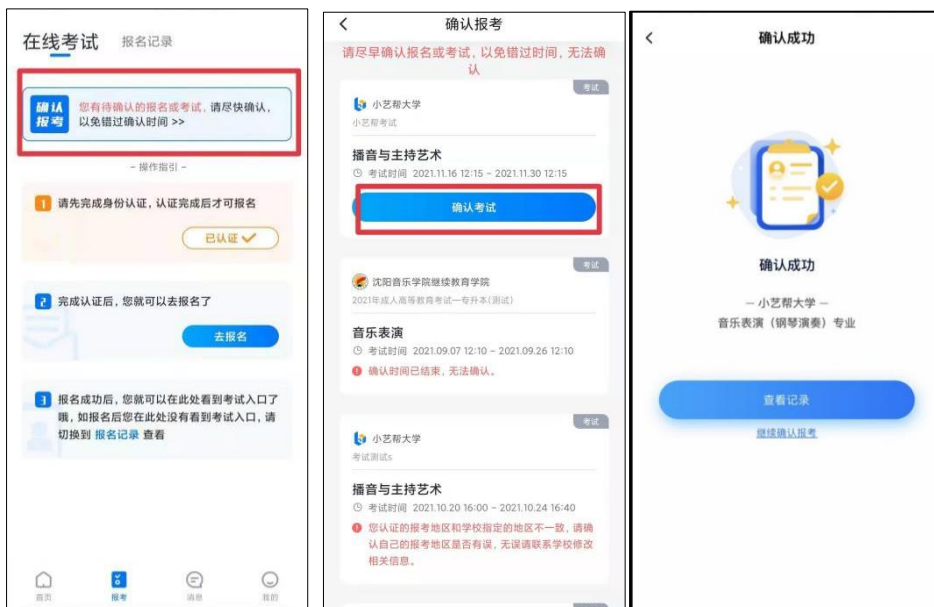 在线考试 报名记录
确认
报考
您有待确认的报名或考试，请尽快确认，
以免错过确认时间 >>
- 操作指引 -
1 请先完成身份认证，认证完成后才可报名
已认证
2 完成认证后，您就可以去报名了
去报名
3 报名成功后，您就可以在此处看到考试入口了
哦，如报名后您在此处没有看到考试入口，请
切换到 报名记录 查看
首页 报考 消息 我的
确认报考
请尽早确认报名或考试，以免错过时间，无法确
认
考试
小艺帮大学
小艺帮考试
播音与主持艺术
考试时间 2021.11.16 12:15 - 2021.11.30 12:15
确认考试
考试
沈阳音乐学院继续教育学院
2021年成人高等教育考试—专升本(测试)
音乐表演
考试时间 2021.09.07 12:10 - 2021.09.26 12:10
确认时间已结束，无法确认。
考试
小艺帮大学
考试测试s
播音与主持艺术
考试时间 2021.10.20 16:00 - 2021.10.24 16:40
您认证的报考地区和学校指定的地区不一致，请确
认自己的报考地区是否有误，无误请联系学校修改
相关信息。
确认成功
确认成功
— 小艺帮大学 —
音乐表演（钢琴演奏）专业
查看记录
继续确认报考